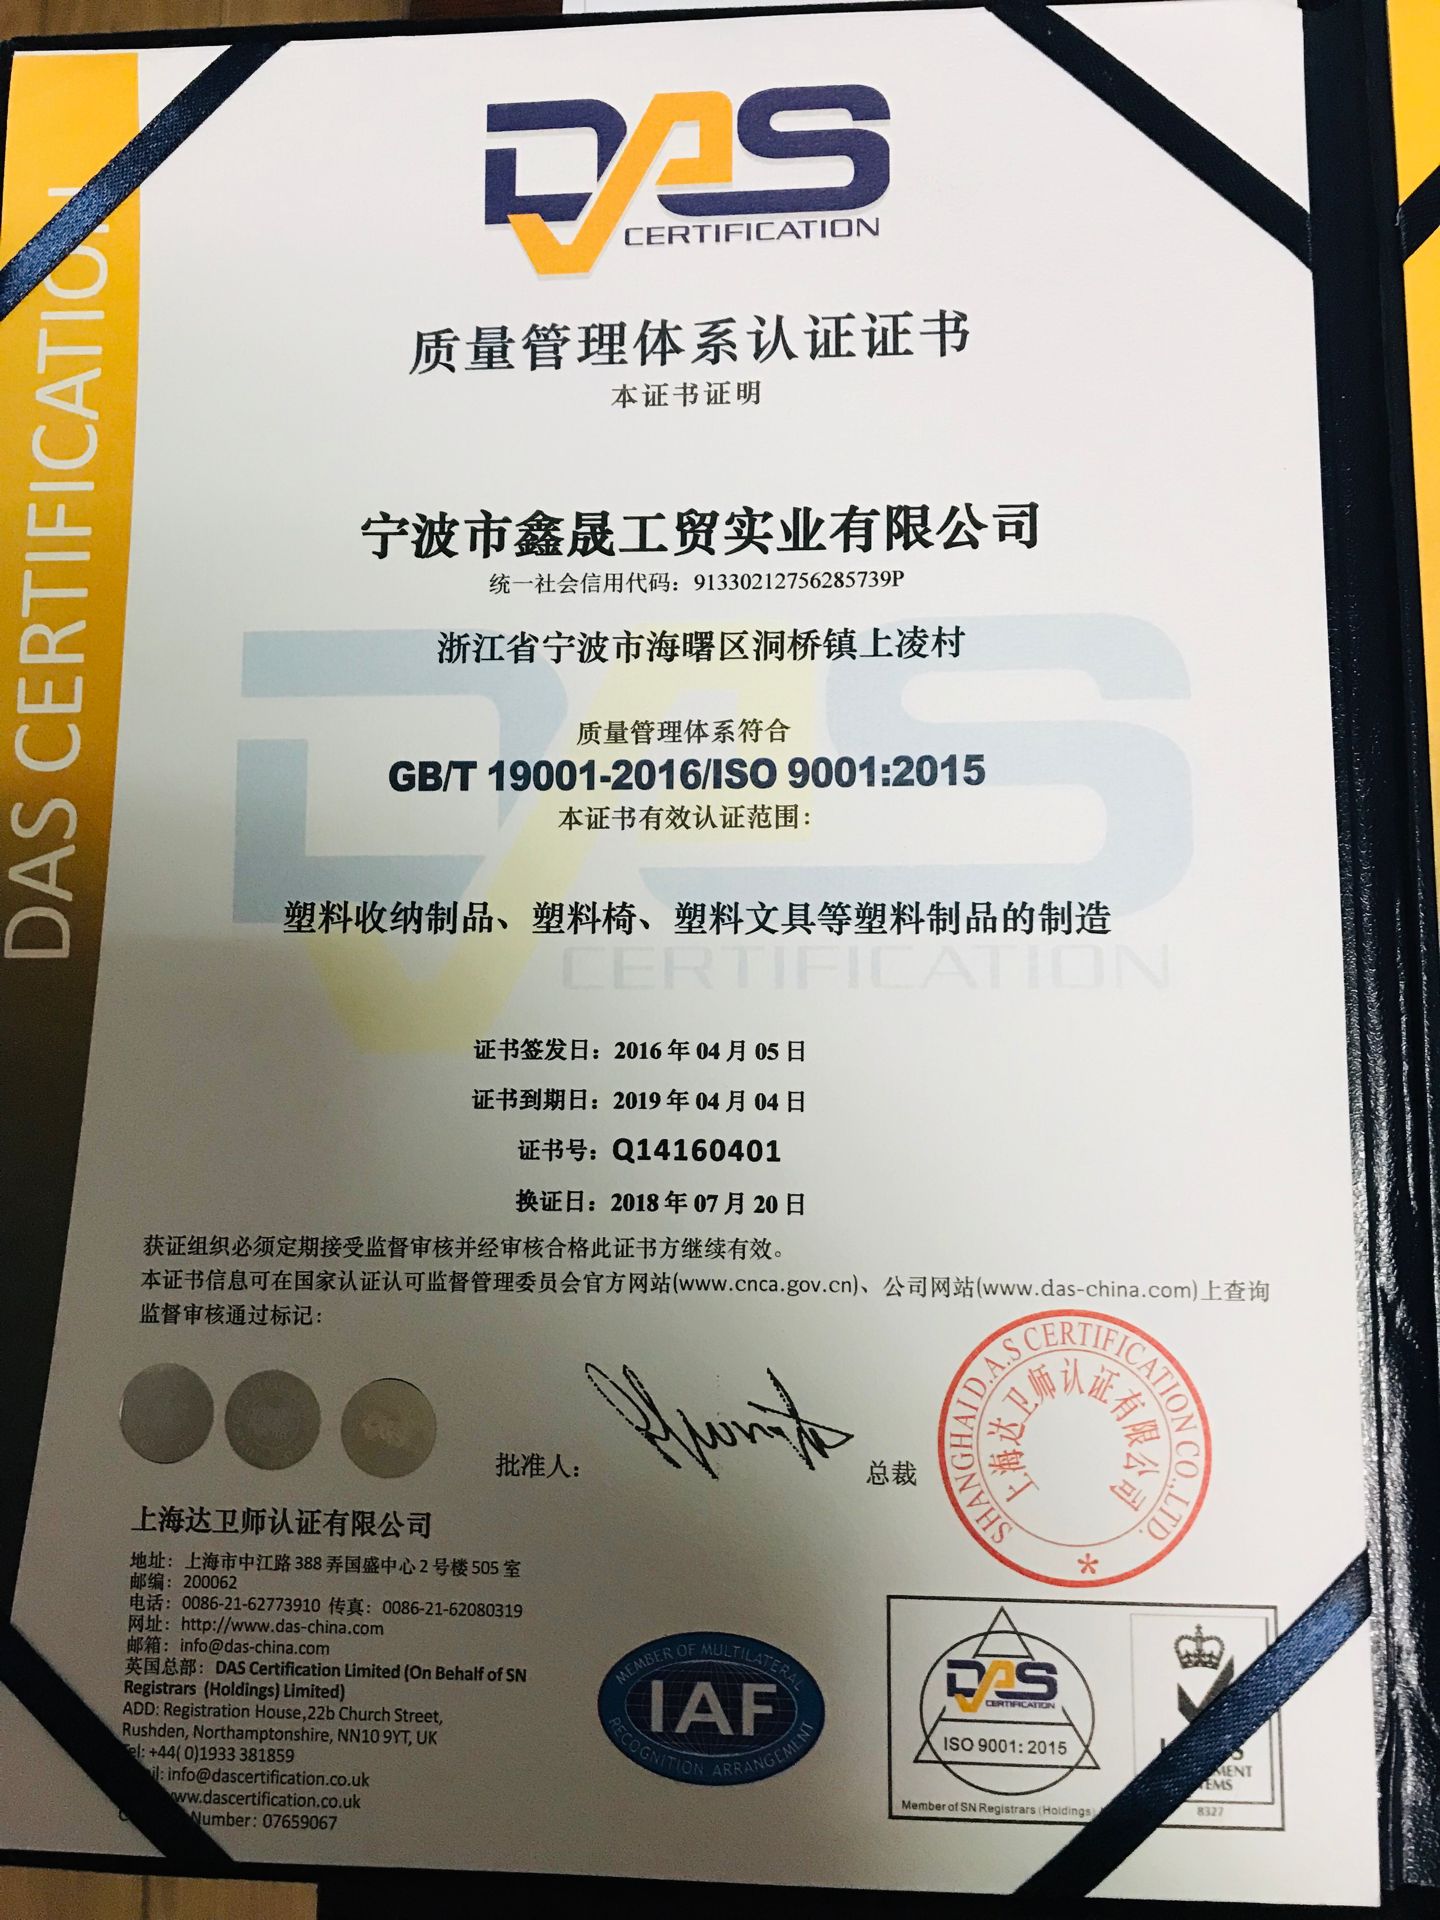 DAS CERTIFICATION
DAS
CERTIFICATION
质量管理体系认证证书
本证书证明
宁波市鑫晟工贸实业有限公司
统一社会信用代码：91330212756285739P
浙江省宁波市海曙区洞桥镇上凌村
质量管理体系符合
GB/T 19001-2016/ISO 9001:2015
本证书有效认证范围：
塑料收纳制品、塑料椅、塑料文具等塑料制品的制造
CERTIFICATION
证书签发日：2016年04月05日
证书到期日：2019年04月04日
证书号：Q14160401
换证日：2018年07月20日
获证组织必须定期接受监督审核并经审核合格此证书方继续有效。
本证书信息可在国家认证认可监督管理委员会官方网站(www.cnca.gov.cn)、公司网站(www.das-china.com)上查询
监督审核通过标记：
批准人：
总裁
SHANGHAI D.A.S CERTIFICATION CO.,LTD.
上海达卫师认证有限公司
上海达卫师认证有限公司
地址：上海市中江路388弄国盛中心2号楼505室
邮编：200062
电话：0086-21-62773910 传真：0086-21-62080319
网址：http://www.das-china.com
邮箱：info@das-china.com
英国总部：DAS Certification Limited (On Behalf of SN
Registrars (Holdings) Limited)
ADD: Registration House,22b Church Street,
Rushden, Northamptonshire, NN10 9YT, UK
: +44( 0)1933 381859
: info@dascertification.co.uk
www.dascertification.co.uk
Number: 07659067
MEMBER OF MULTILATERAL
IAF
RECOGNITION ARRANGEMENT
DAS
CERTIFICATION
ISO 9001: 2015
Member of SN Registrars (Holdings)
8327